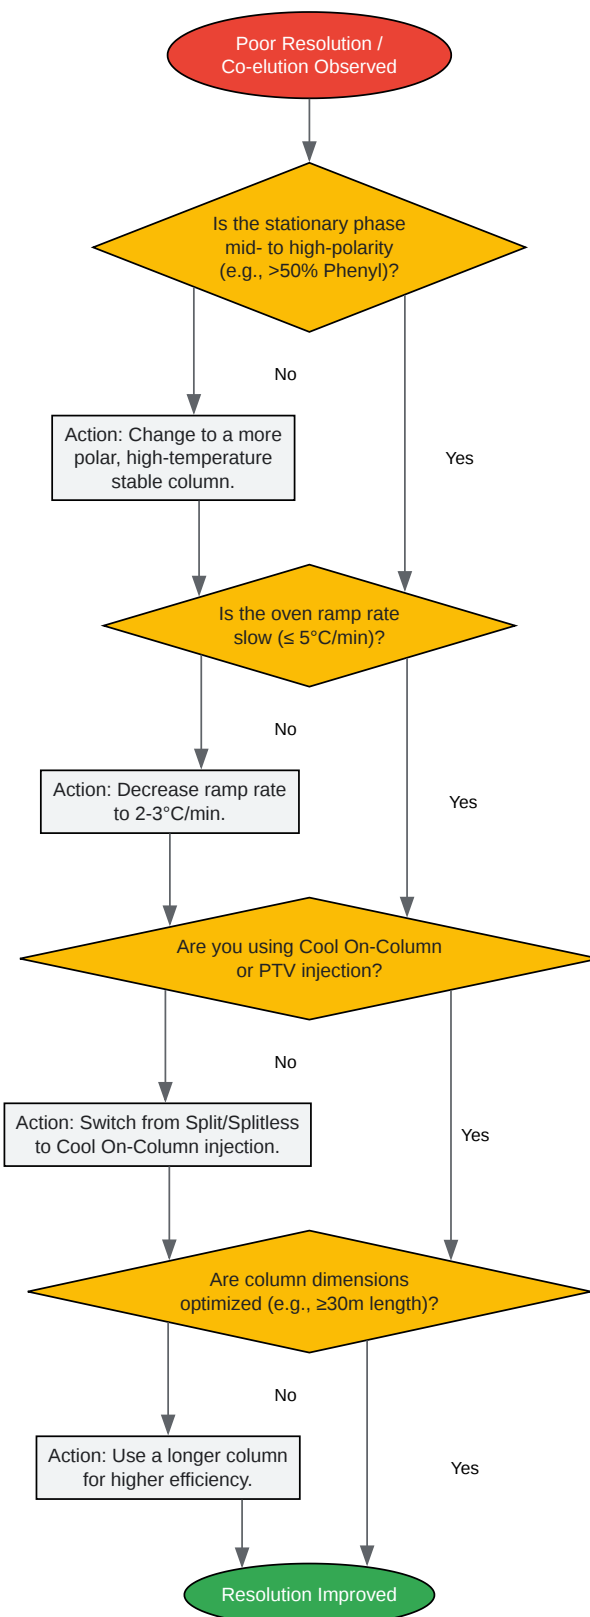 Poor Resolution /
Co-elution Observed
Is the stationary phase
mid- to high-polarity
(e.g., >50% Phenyl)?
No
Action: Change to a more
polar, high-temperature
stable column.
Yes
Is the oven ramp rate
slow (≤ 5°C/min)?
No
Action: Decrease ramp rate
to 2-3°C/min.
Yes
Are you using Cool On-Column
or PTV injection?
No
Action: Switch from Split/Splitless
to Cool On-Column injection.
Yes
Are column dimensions
optimized (e.g., ≥30m length)?
No
Action: Use a longer column
for higher efficiency.
Yes
Resolution Improved